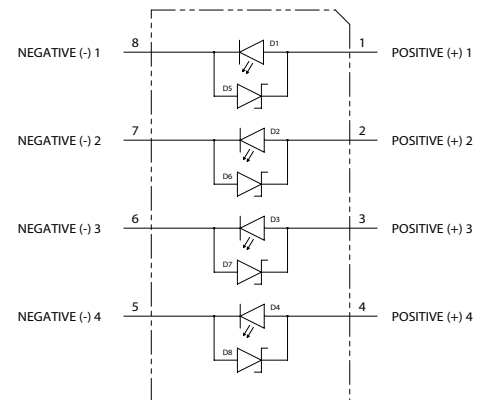 NEGATIVE (-) 1 8 D1 1 POSITIVE (+) 1
D5
NEGATIVE (-) 2 7 D2 2 POSITIVE (+) 2
D6
NEGATIVE (-) 3 6 D3 3 POSITIVE (+) 3
D7
NEGATIVE (-) 4 5 D4 4 POSITIVE (+) 4
D8